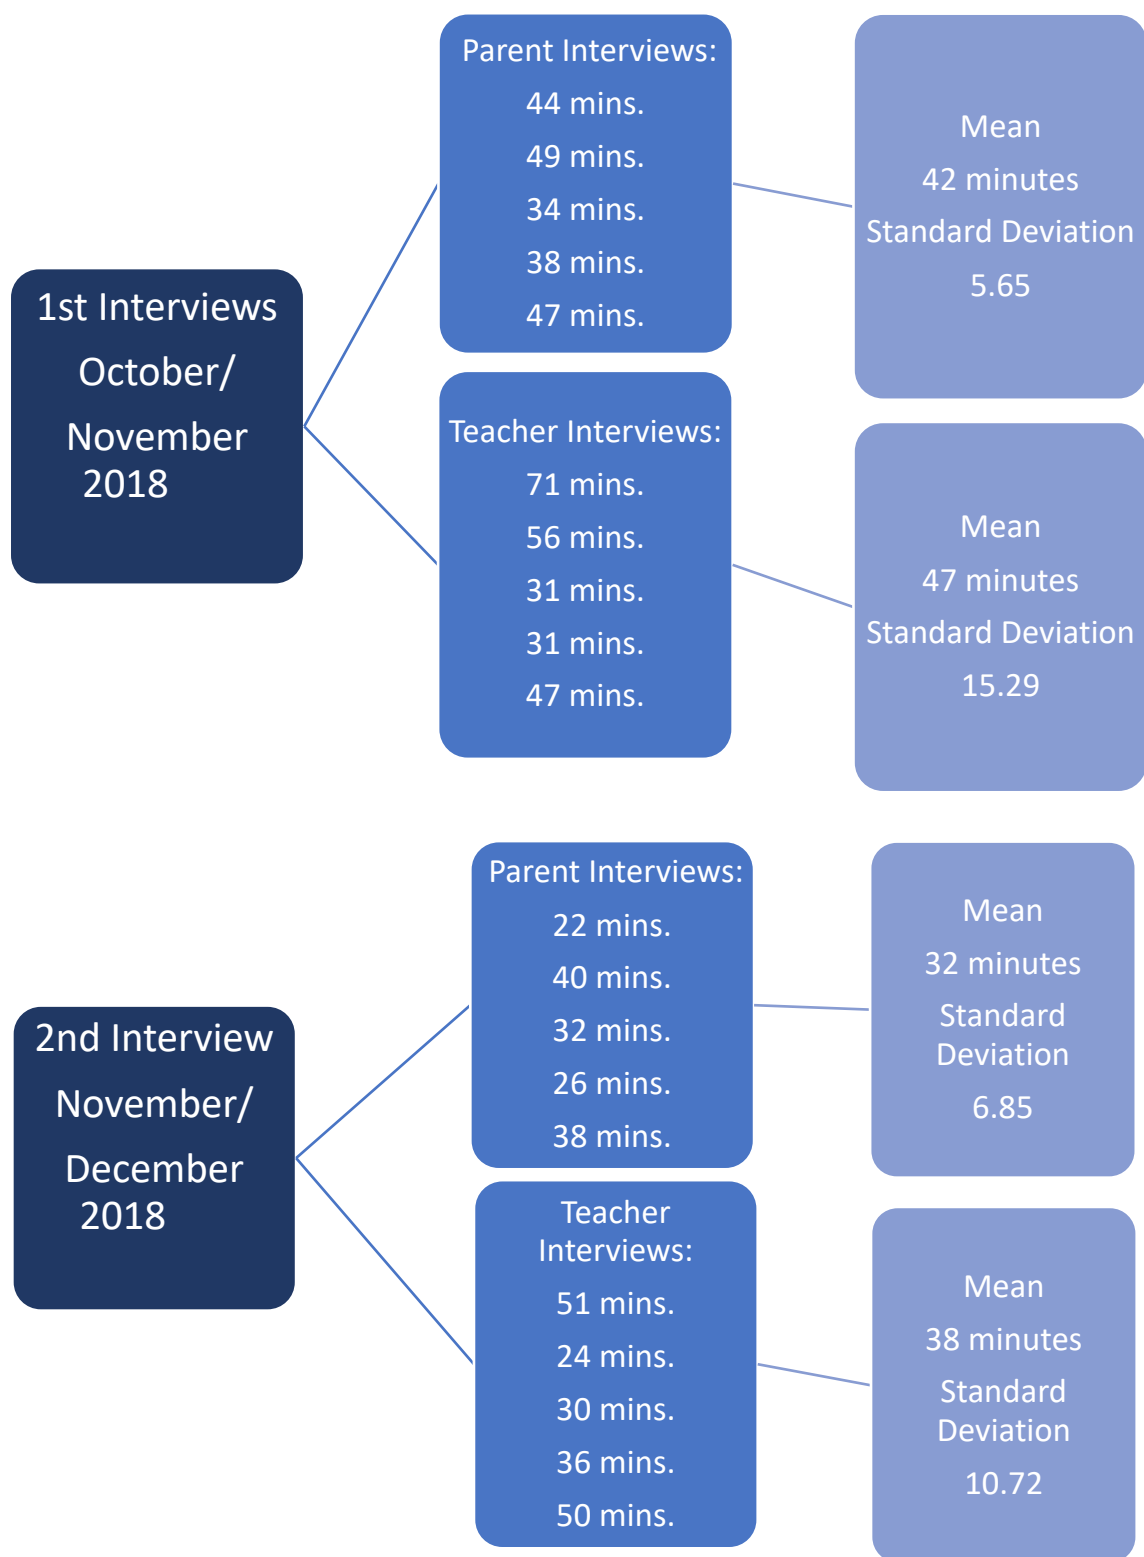 1st Interviews
October/
November
2018
Parent Interviews:
44 mins.
49 mins.
34 mins.
38 mins.
47 mins.
Mean
42 minutes
Standard Deviation
5.65
Teacher Interviews:
71 mins.
56 mins.
31 mins.
31 mins.
47 mins.
Mean
47 minutes
Standard Deviation
15.29
2nd Interview
November/
December
2018
Parent Interviews:
22 mins.
40 mins.
32 mins.
26 mins.
38 mins.
Mean
32 minutes
Standard
Deviation
6.85
Teacher
Interviews:
51 mins.
24 mins.
30 mins.
36 mins.
50 mins.
Mean
38 minutes
Standard
Deviation
10.72